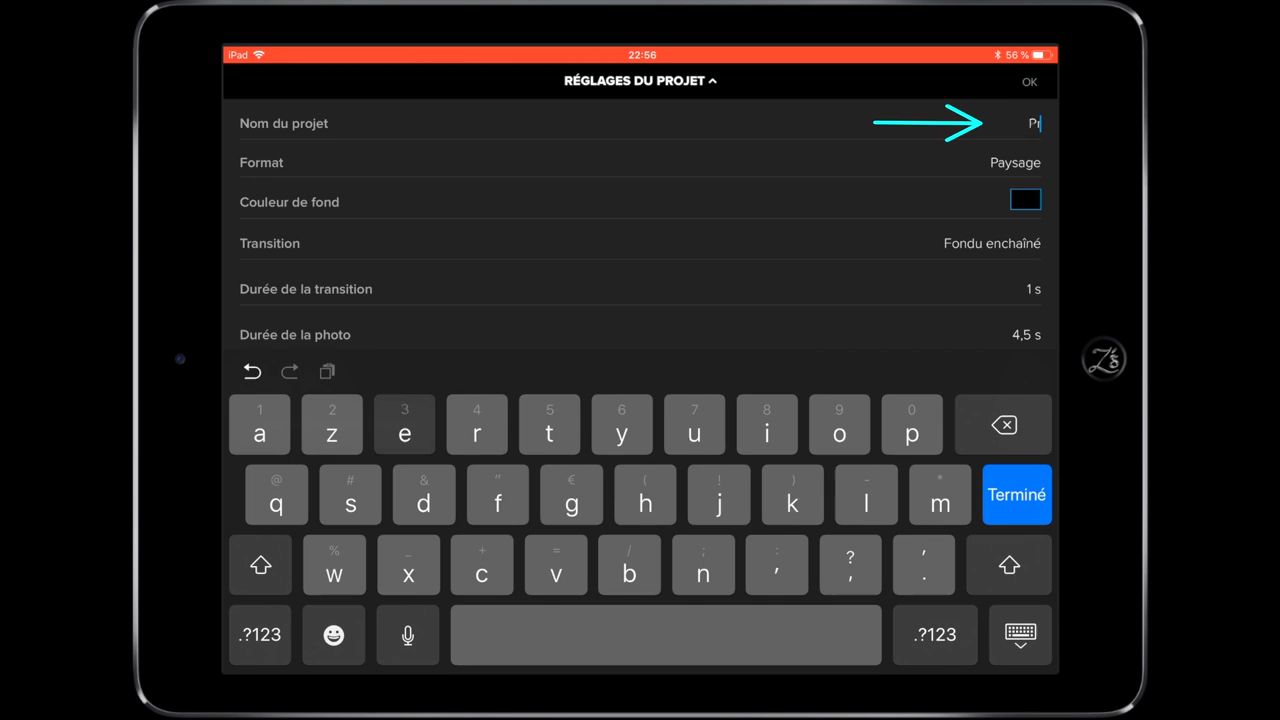 iPad 22:56 56 %
RÉGLAGES DU PROJET OK
Nom du projet Pr
Format Paysage
Couleur de fond
Transition Fondu enchaîné
Durée de la transition 1 s
Durée de la photo 4,5 s
1 2 3 4 5 6 7 8 9 0
a z e r t y u i o p
@ # & " € ( ! ) - *
q s d f g h j k l m Terminé
% _ + = / ; : ? '
w x c v b n ' , .
.?123 .?123
Z's